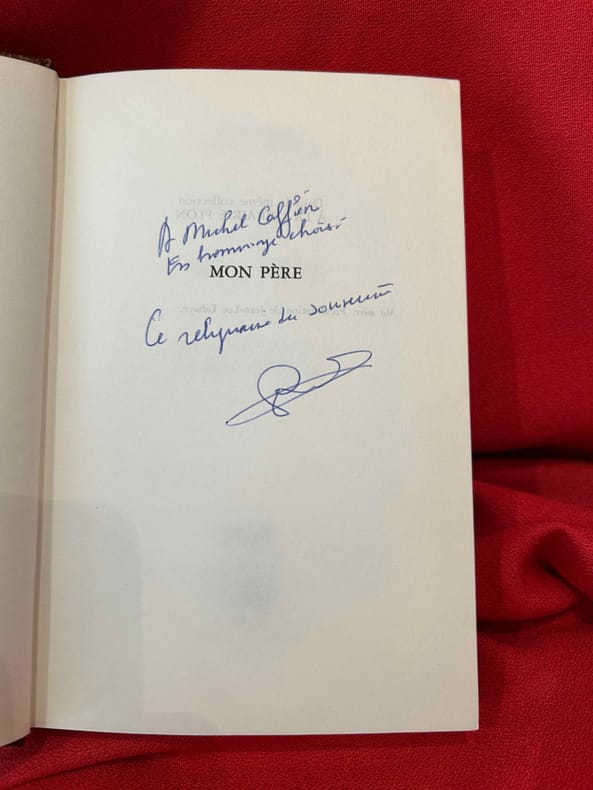 A Michel Caffier
En hommage choisi
MON PÈRE
Ce reliquaire du souvenir